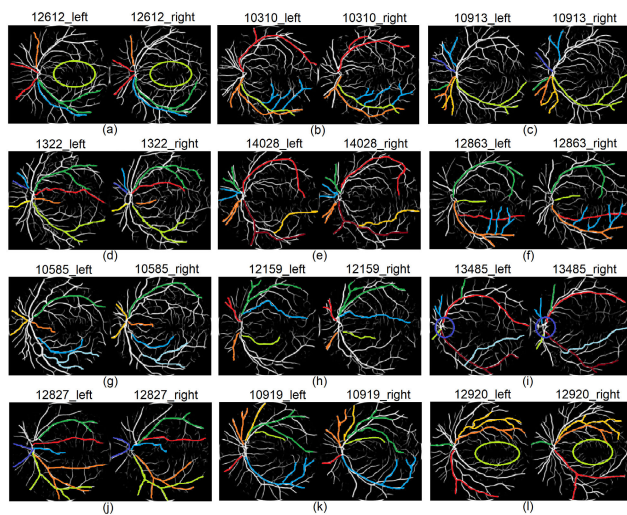 12612_left 12612_right 10310_left 10310_right 10913_left 10913_right
(a) (b) (c)
1322_left 1322_right 14028_left 14028_right 12863_left 12863_right
(d) (e) (f)
10585_left 10585_right 12159_left 12159_right 13485_left 13485_right
(g) (h) (i)
12827_left 12827_right 10919_left 10919_right 12920_left 12920_right
(j) (k) (l)